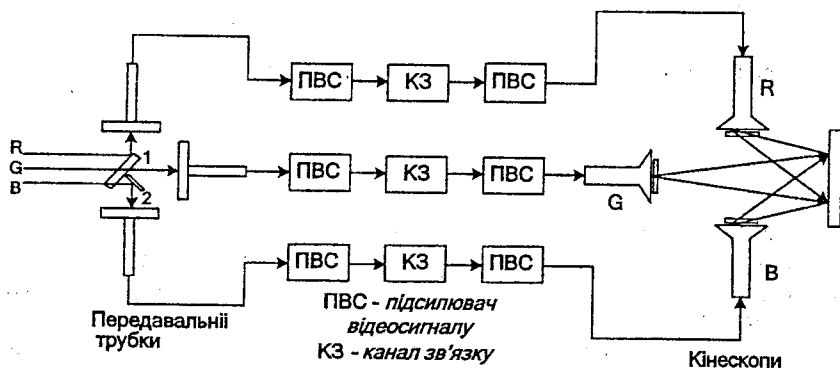 ПВС КЗ ПВС
R
R
G
B
1
2
ПВС КЗ ПВС
G
ПВС КЗ ПВС
B
Передавальніі
трубки
ПВС - підсилювач
відеосигналу
КЗ - канал зв'язку
Кінескопи